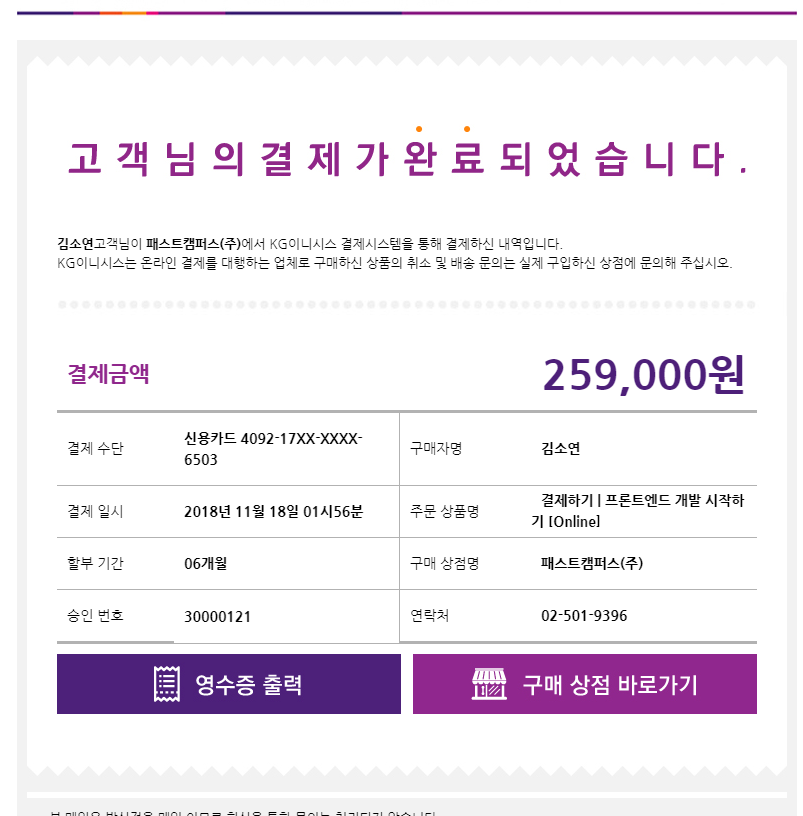 고객님의결제가완료되었습니다.
김소연고객님이 패스트캠퍼스(주)에서 KG이니시스 결제시스템을 통해 결제하신 내역입니다.
KG이니시스는 온라인 결제를 대행하는 업체로 구매하신 상품의 취소 및 배송 문의는 실제 구입하신 상점에 문의해 주십시오.
결제금액 259,000원
결제 수단 신용카드 4092-17XX-XXXX-
6503
구매자명 김소연
결제 일시 2018년 11월 18일 01시56분
주문 상품명 결제하기 | 프론트엔드 개발 시작하
기 [Online]
할부 기간 06개월
구매 상점명 패스트캠퍼스(주)
승인 번호 30000121
연락처 02-501-9396
영수증 출력
구매 상점 바로가기